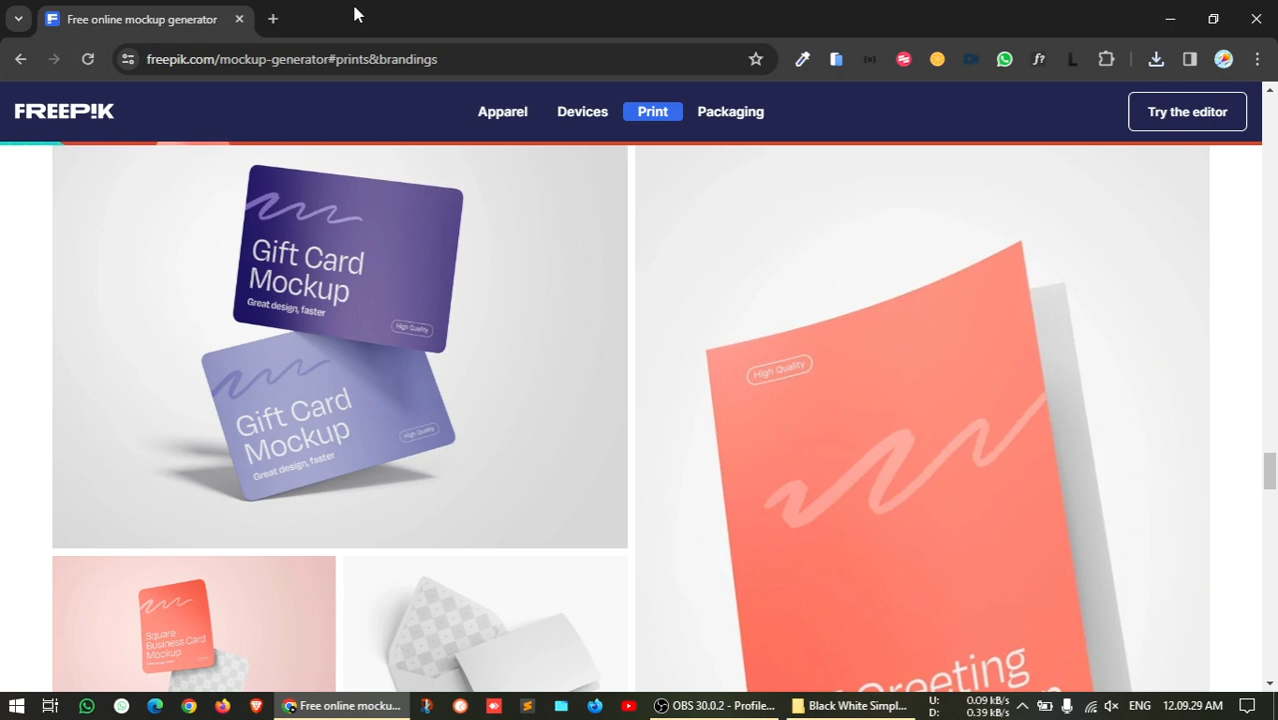 Free online mockup generator
freepik.com/mockup-generator#prints&brandings
f?
L
FREEP!K
Apparel
Devices
Print
Packaging
Try the editor
Gift Card
Mockup
Great design, faster
High Quality
Gift Card
Mockup
Great design, faster
High Quality
High Quality
Greeting
Square
Business Card
Mockup
Free online mocku...
OBS 30.0.2 - Profile...
Black White Simpl...
U: 0.09 kB/s
D: 0.39 kB/s
ENG
12.09.29 AM